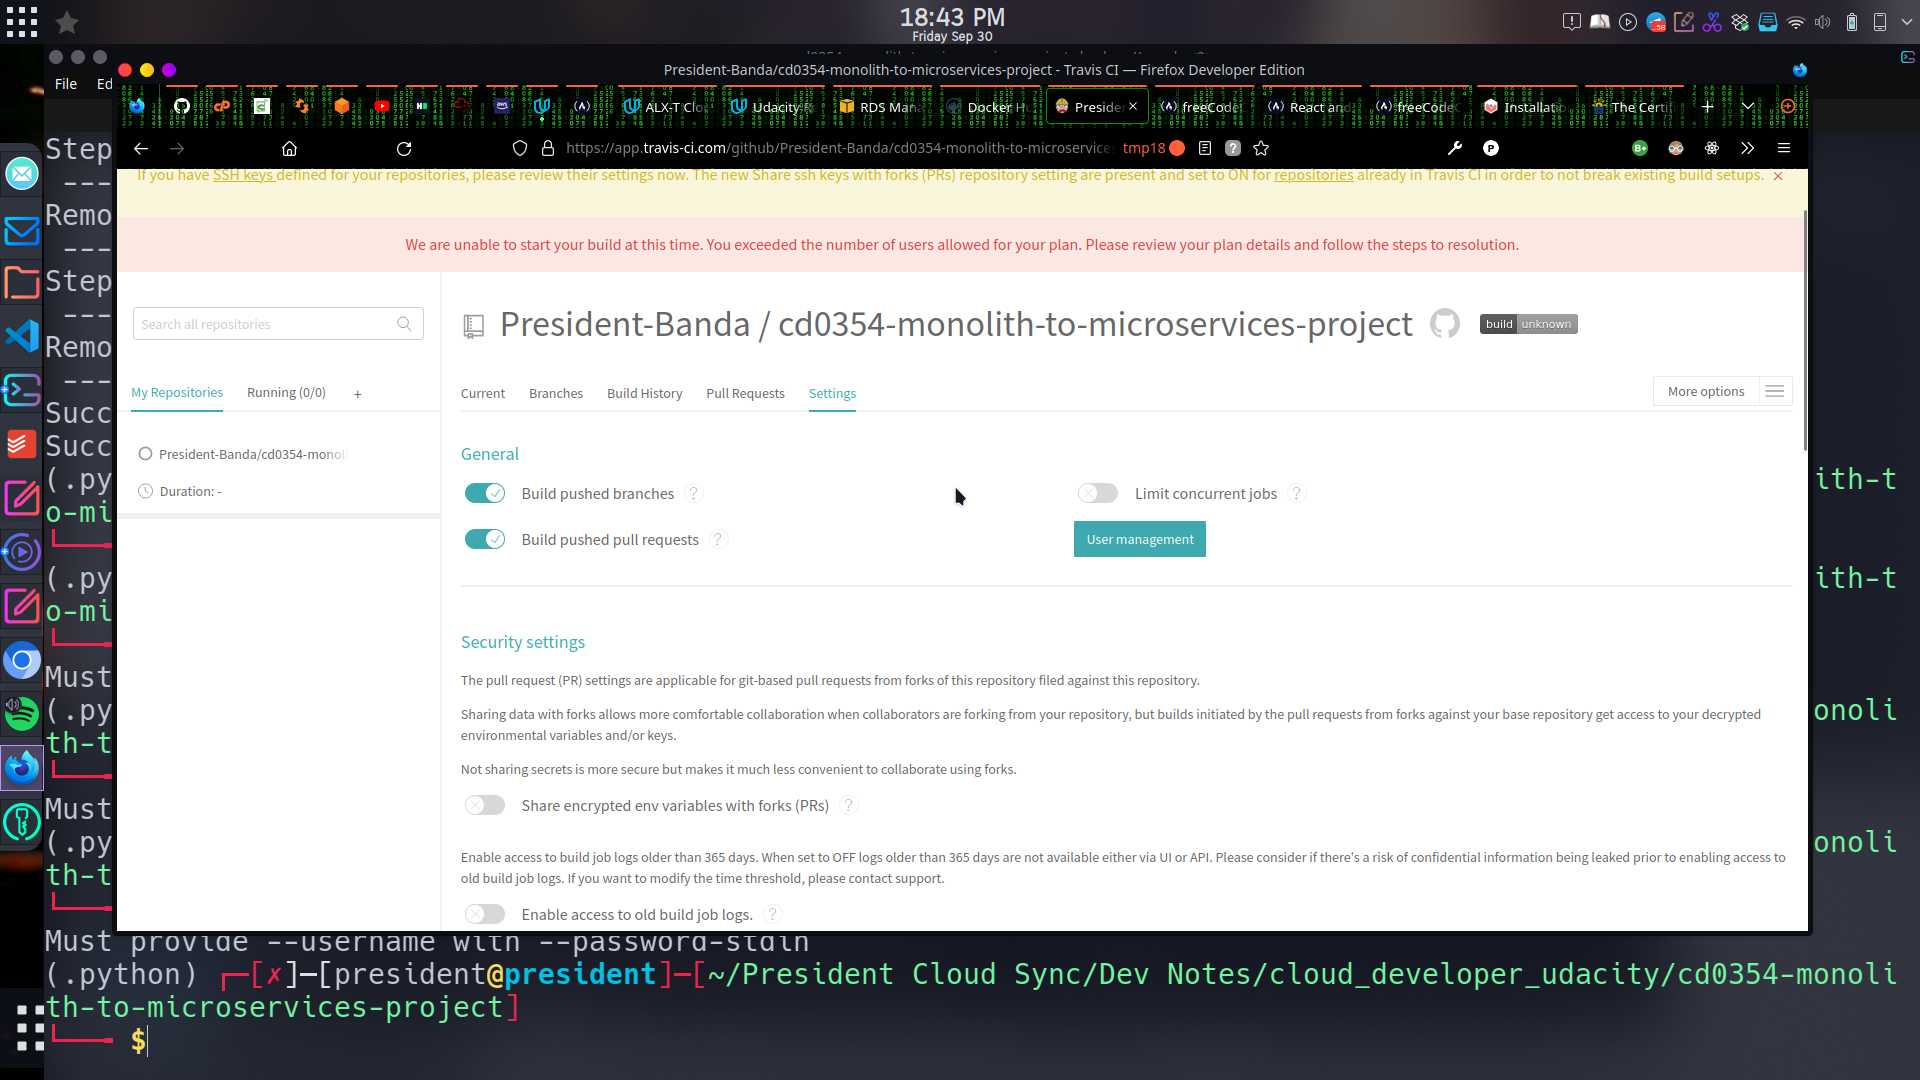 18:43 PM
Friday Sep 30
58
File Ed
President-Banda/cd0354-monolith-to-microservices-project - Travis CI — Firefox Developer Edition
ALX-T Clo
Udacity
RDS Ma
Docker H
Preside
freeCode
React and
freeCode
Installatio
The Certif
https://app.travis-ci.com/github/President-Banda/cd0354-monolith-to-microservices
tmp18
If you have SSH keys defined for your repositories, please review their settings now. The new Share ssh keys with forks (PRs) repository setting are present and set to ON for repositories already in Travis CI in order to not break existing build setups.
We are unable to start your build at this time. You exceeded the number of users allowed for your plan. Please review your plan details and follow the steps to resolution.
Search all repositories
President-Banda / cd0354-monolith-to-microservices-project
build unknown
My Repositories Running (0/0) +
Current Branches Build History Pull Requests Settings
More options
President-Banda/cd0354-monoli
Duration: -
General
Build pushed branches ?
Limit concurrent jobs ?
Build pushed pull requests ?
User management
Security settings
The pull request (PR) settings are applicable for git-based pull requests from forks of this repository filed against this repository.
Sharing data with forks allows more comfortable collaboration when collaborators are forking from your repository, but builds initiated by the pull requests from forks against your base repository get access to your decrypted
environmental variables and/or keys.
Not sharing secrets is more secure but makes it much less convenient to collaborate using forks.
Share encrypted env variables with forks (PRs) ?
Enable access to build job logs older than 365 days. When set to OFF logs older than 365 days are not available either via UI or API. Please consider if there's a risk of confidential information being leaked prior to enabling access to
old build job logs. If you want to modify the time threshold, please contact support.
Enable access to old build job logs. ?
Step
---
Remo
---
Step
---
Remo
---
Succ
Succ
(.py ith-t
o-mi
(.py ith-t
o-mi
Must
(.py onoli
th-t
Must
(.py onoli
th-t
Must provide --username with --password-stdin
(.python) ┌─[✗]─[president@president]─[~/President Cloud Sync/Dev Notes/cloud_developer_udacity/cd0354-monoli
th-to-microservices-project]
└──╼ $